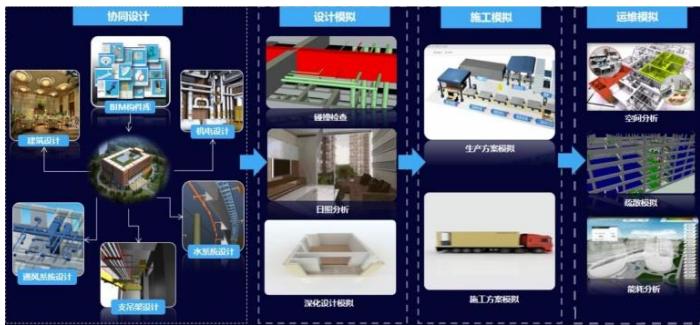 协同设计
设计模拟
施工模拟
运维模拟
BIM构件库
建筑设计
机电设计
通风系统设计
水系统设计
支吊架设计
碰撞检查
日照分析
深化设计模拟
生产方案模拟
施工方案模拟
空间分析
疏散模拟
能耗分析